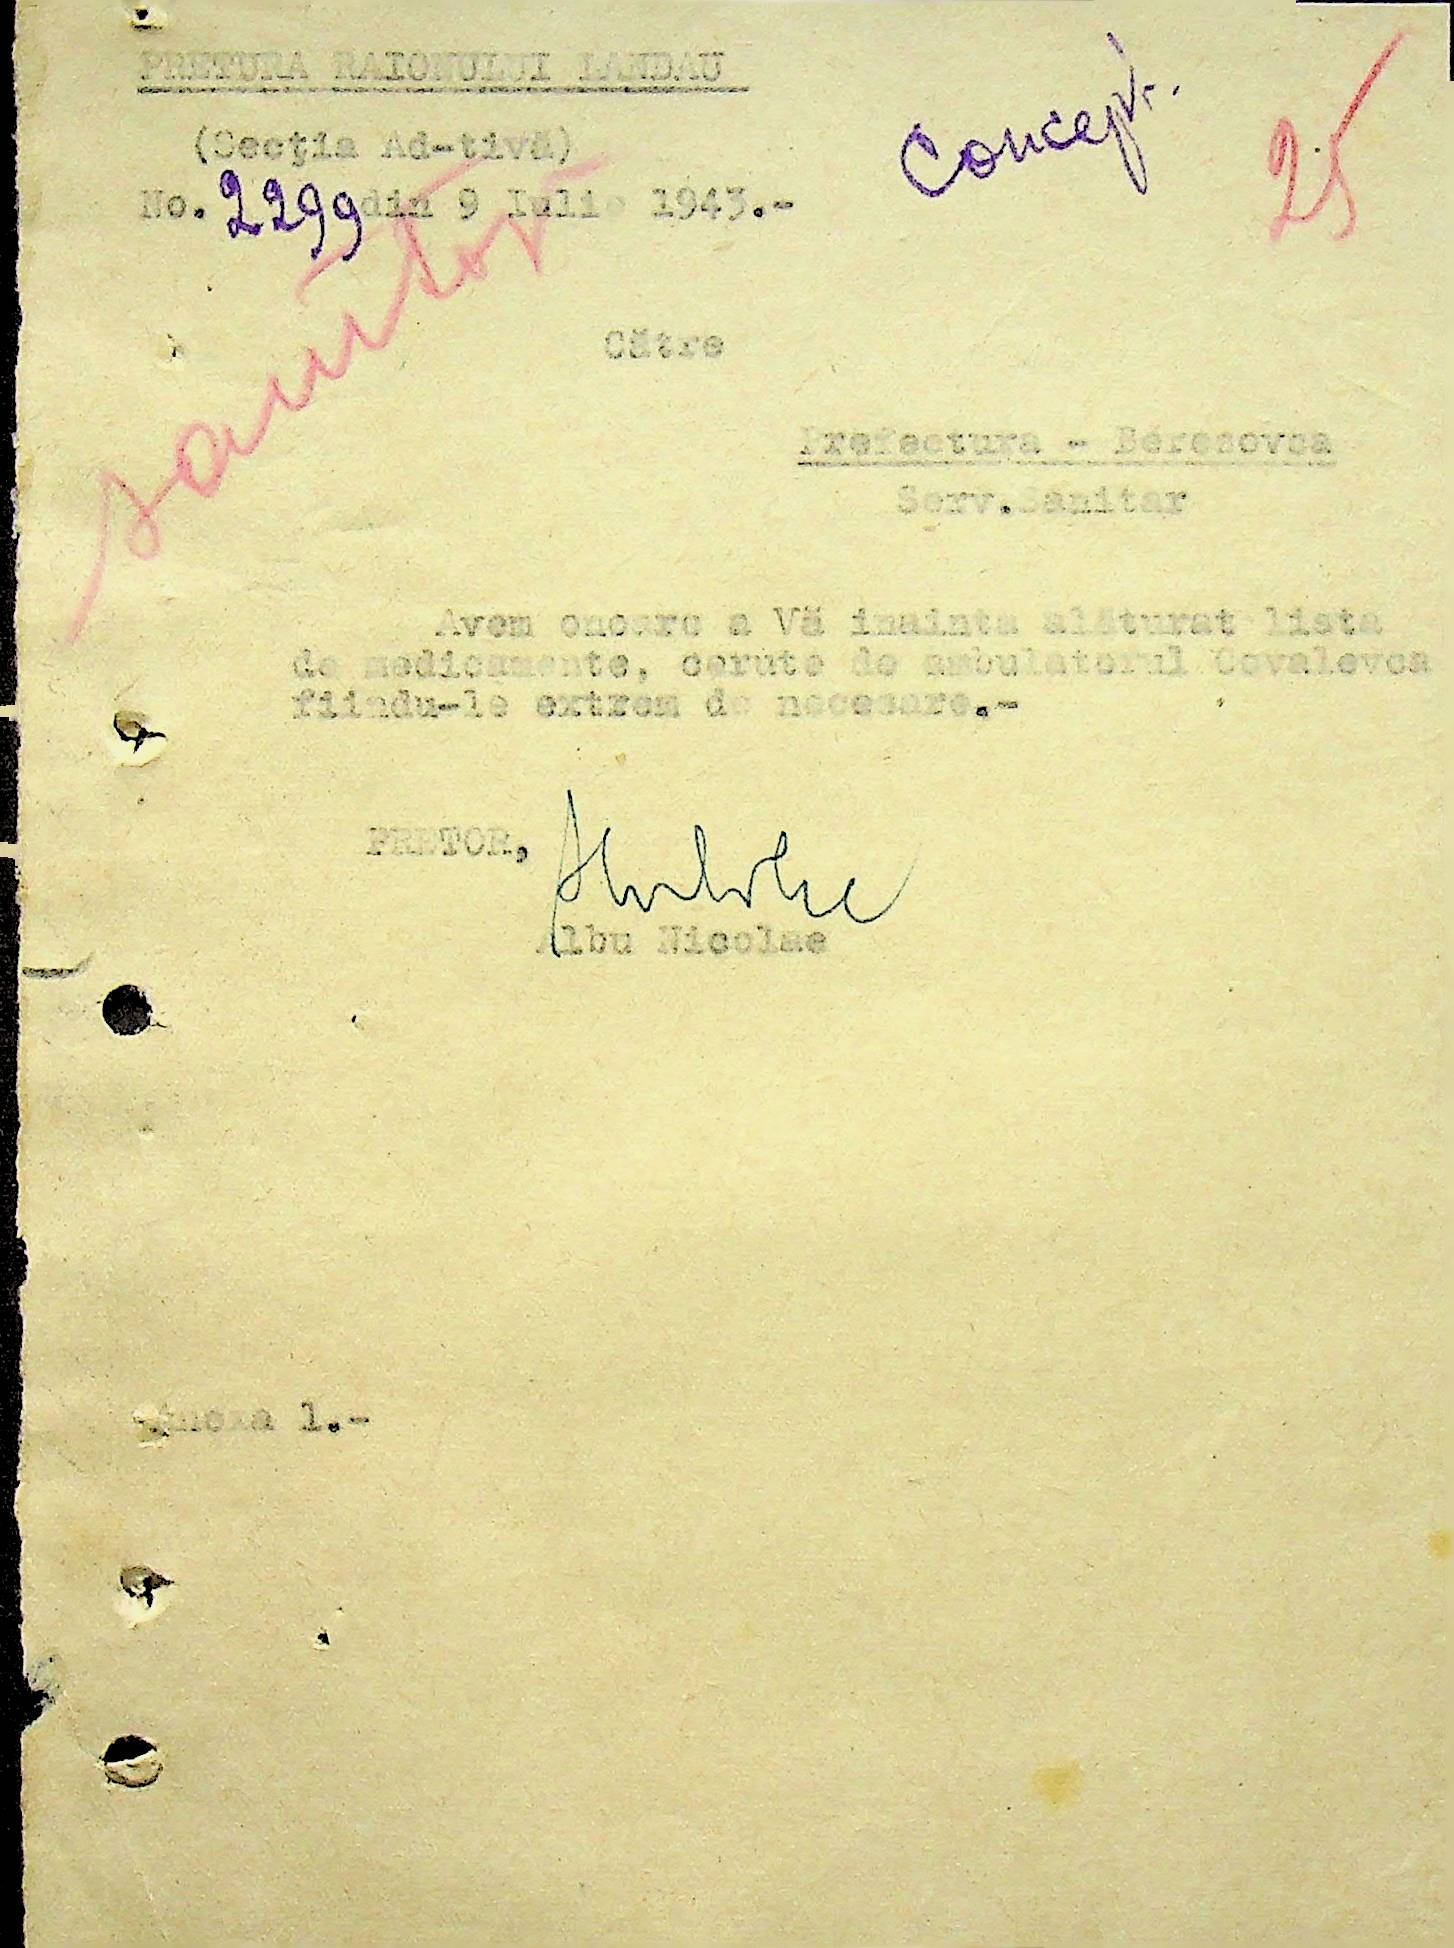 PRETURA RAIONULUI LANDAU
(Secţia Ad-tivă)
No. 2299 din 9 Iulie 1943.-
Concept.
25
sanitar
Către
Prefectura - Berezovca
Serv.Sanitar
Avem onoare a Vă inainta alăturat lista
de medicamente, cerute de ambulatorul Covalevca
fiindu-le extrem de necesare.-
PRETOR,
Albu Nicolae
Anexa 1.-